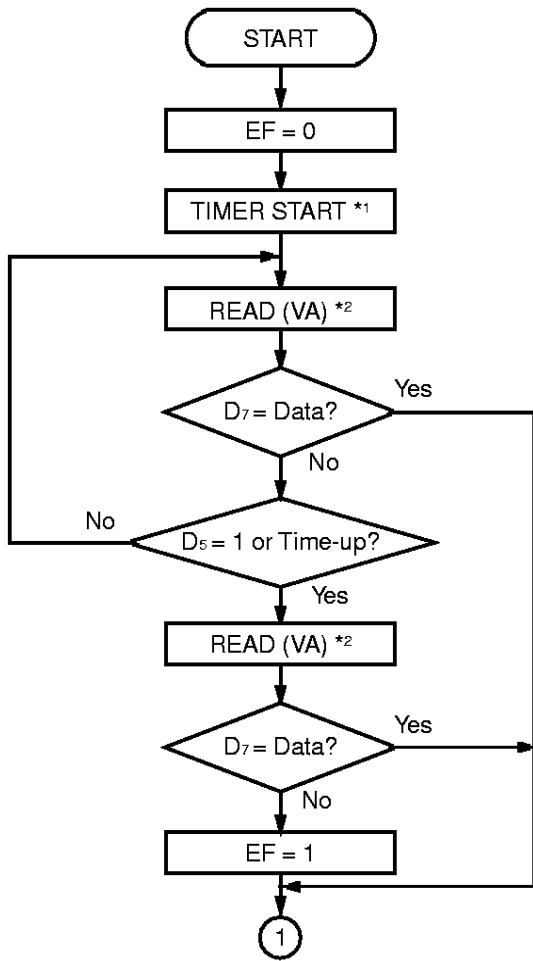 START
EF = 0
TIMER START *1
READ (VA) *2
D7 = Data?
Yes
No
D5 = 1 or Time-up?
No
Yes
READ (VA) *2
D7 = Data?
Yes
No
EF = 1
1